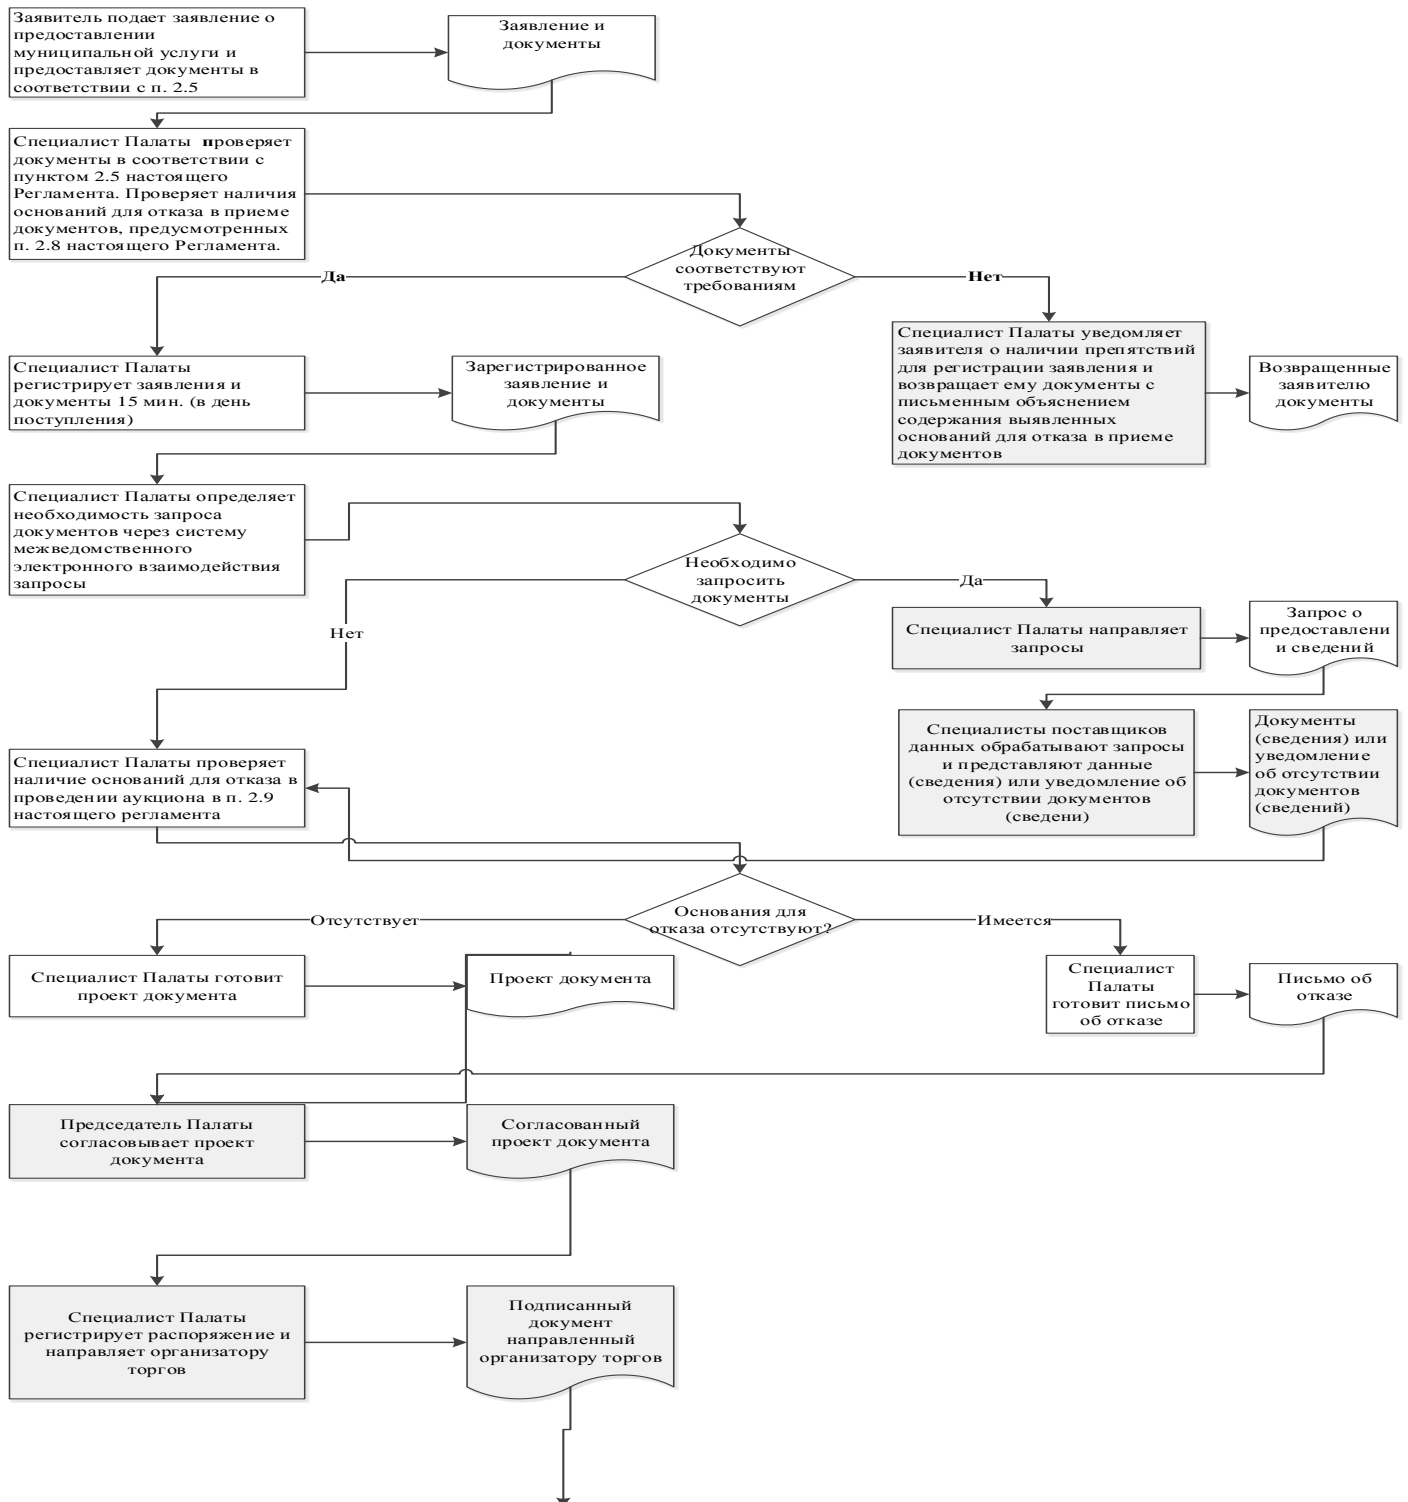 Заявитель подает заявление о
предоставлении
муниципальной услуги и
предоставляет документы в
соответствии с п. 2.5
Заявление и
документы
Специалист Палаты проверяет
документы в соответствии с
пунктом 2.5 настоящего
Регламента. Проверяет наличия
оснований для отказа в приеме
документов, предусмотренных
п. 2.8 настоящего Регламента.
Документы
соответствуют
требованиям
Да
Нет
Специалист Палаты
регистрирует заявления и
документы 15 мин. (в день
поступления)
Зарегистрированное
заявление и
документы
Специалист Палаты уведомляет
заявителя о наличии препятствий
для регистрации заявления и
возвращает ему документы с
письменным объяснением
содержания выявленных
оснований для отказа в приеме
документов
Возвращенные
заявителю
документы
Специалист Палаты определяет
необходимость запроса
документов через систему
межведомственного
электронного взаимодействия
запросы
Необходимо
запросить
документы
Да
Нет
Специалист Палаты направляет
запросы
Запрос о
предоставлени
и сведений
Специалисты поставщиков
данных обрабатывают запросы
и представляют данные
(сведения) или уведомление об
отсутствии документов
(сведени)
Документы
(сведения) или
уведомление
об отсутствии
документов
(сведений)
Специалист Палаты проверяет
наличие оснований для отказа в
проведении аукциона в п. 2.9
настоящего регламента
Основания для
отказа отсутствуют?
Отсутствует
Имеется
Специалист Палаты готовит
проект документа
Проект документа
Специалист
Палаты
готовит письмо
об отказе
Письмо об
отказе
Председатель Палаты
согласовывает проект
документа
Согласованный
проект документа
Специалист Палаты
регистрирует распоряжение и
направляет организатору
торгов
Подписанный
документ
направленный
организатору торгов